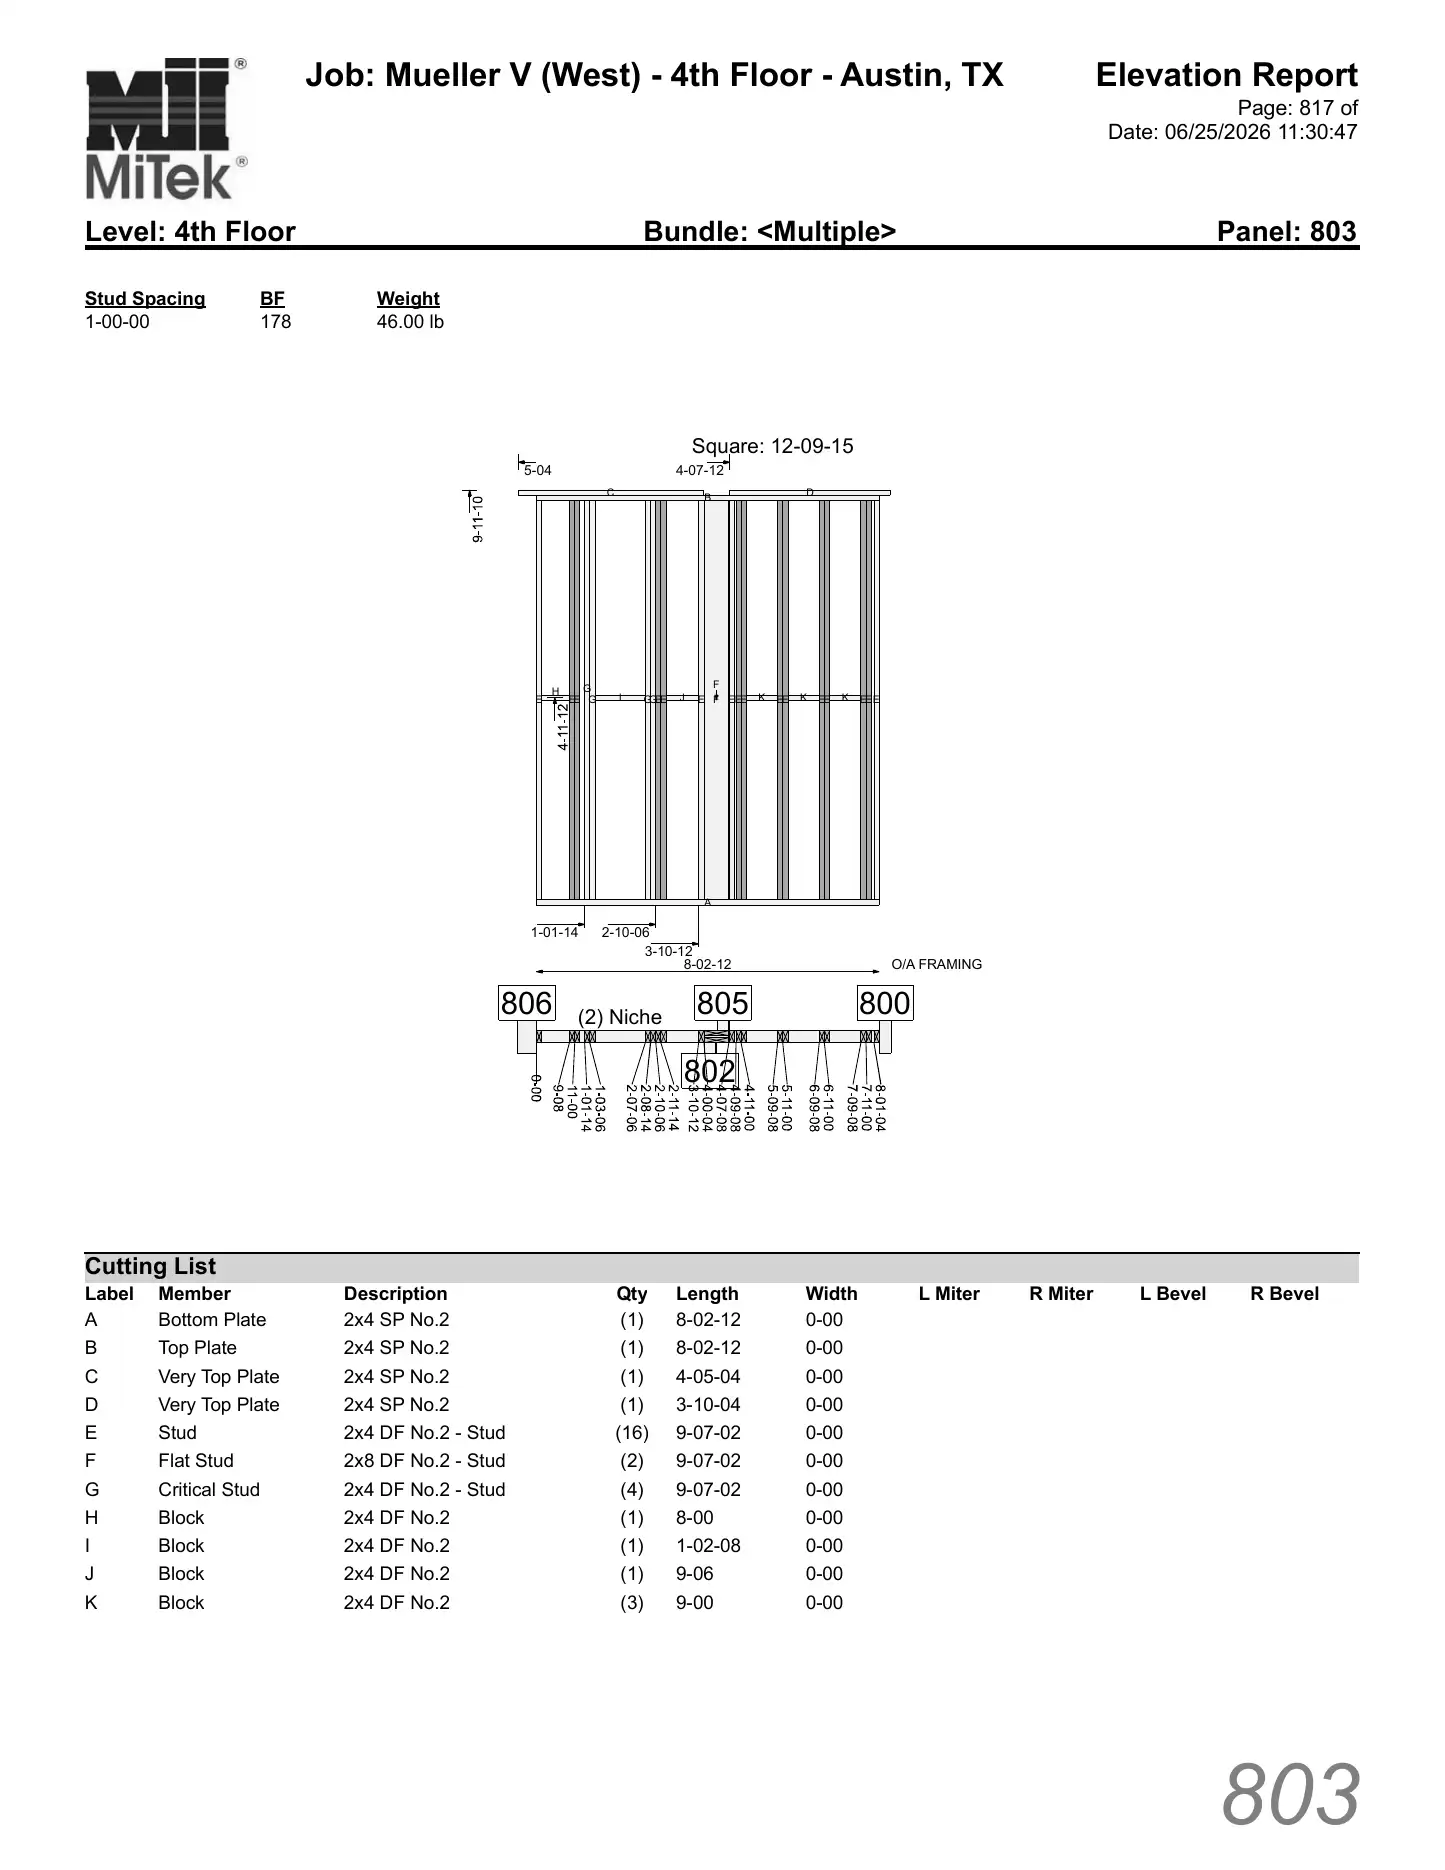 Job: Mueller V (West) - 4th Floor - Austin, TX
Elevation Report
Page: 817 of
Date: 06/25/2026 11:30:47
MiTek®
Level: 4th Floor Bundle: <Multiple> Panel: 803
Stud Spacing BF Weight
1-00-00 178 46.00 lb
Square: 12-09-15
5-04 4-07-12
C B D
9-11-10
H G G I G G J F F K K K
4-11-12
A
1-01-14 2-10-06
3-10-12
8-02-12 O/A FRAMING
806 (2) Niche 805 800
802
0-00 9-08 11-00 1-01-14 1-03-06 2-07-06 2-08-14 2-10-06 2-11-14 3-10-12 4-00-04 4-07-08 4-09-08 4-11-00 5-09-08 5-11-00 6-09-08 6-11-00 7-09-08 7-11-00 8-01-04
Cutting List
Label Member Description Qty Length Width L Miter R Miter L Bevel R Bevel
A Bottom Plate 2x4 SP No.2 (1) 8-02-12 0-00
B Top Plate 2x4 SP No.2 (1) 8-02-12 0-00
C Very Top Plate 2x4 SP No.2 (1) 4-05-04 0-00
D Very Top Plate 2x4 SP No.2 (1) 3-10-04 0-00
E Stud 2x4 DF No.2 - Stud (16) 9-07-02 0-00
F Flat Stud 2x8 DF No.2 - Stud (2) 9-07-02 0-00
G Critical Stud 2x4 DF No.2 - Stud (4) 9-07-02 0-00
H Block 2x4 DF No.2 (1) 8-00 0-00
I Block 2x4 DF No.2 (1) 1-02-08 0-00
J Block 2x4 DF No.2 (1) 9-06 0-00
K Block 2x4 DF No.2 (3) 9-00 0-00
803